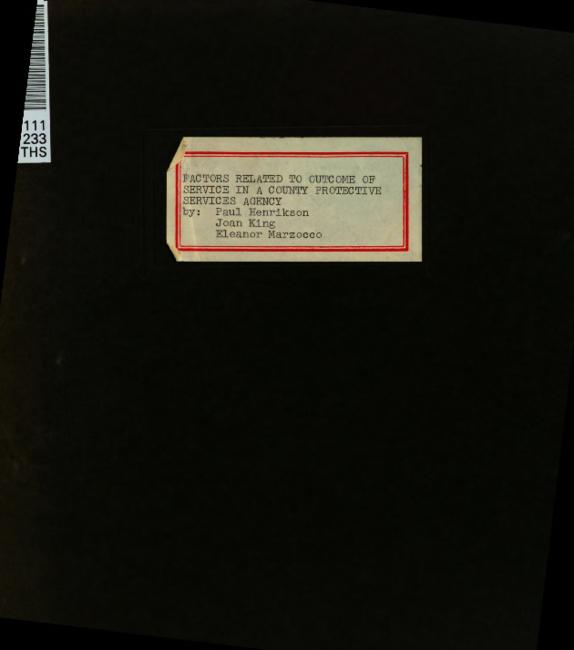 111
233
THS
FACTORS RELATED TO OUTCOME OF
SERVICE IN A COUNTY PROTECTIVE
SERVICES AGENCY
by: Paul Henrikson
Joan King
Eleanor Marzocco